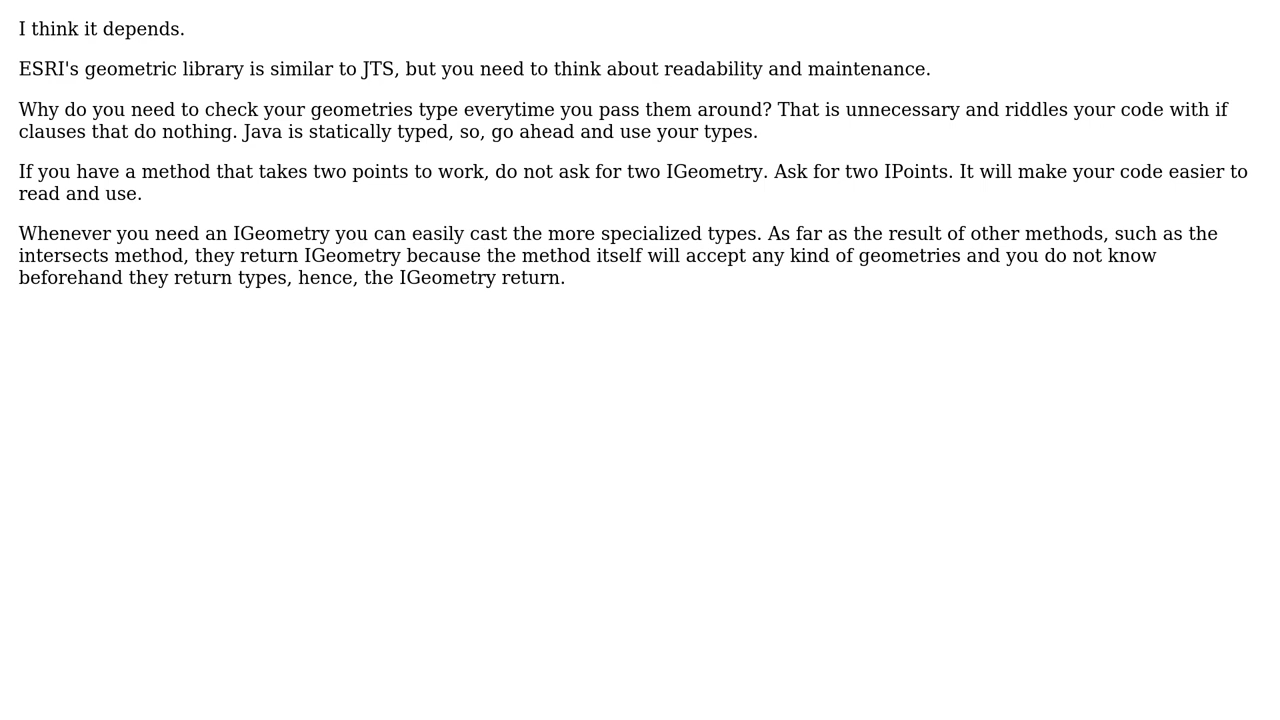 I think it depends.
ESRI's geometric library is similar to JTS, but you need to think about readability and maintenance.
Why do you need to check your geometries type everytime you pass them around? That is unnecessary and riddles your code with if
clauses that do nothing. Java is statically typed, so, go ahead and use your types.
If you have a method that takes two points to work, do not ask for two IGeometry. Ask for two IPoints. It will make your code easier to
read and use.
Whenever you need an IGeometry you can easily cast the more specialized types. As far as the result of other methods, such as the
intersects method, they return IGeometry because the method itself will accept any kind of geometries and you do not know
beforehand they return types, hence, the IGeometry return.